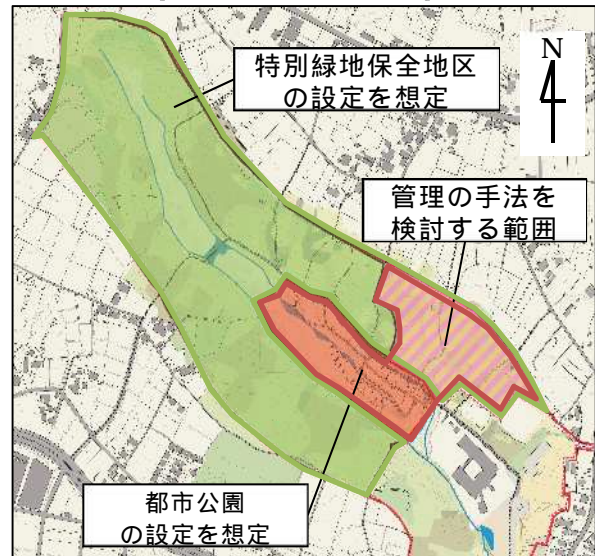 特別緑地保全地区
の設定を想定
N
管理の手法を
検討する範囲
都市公園
の設定を想定